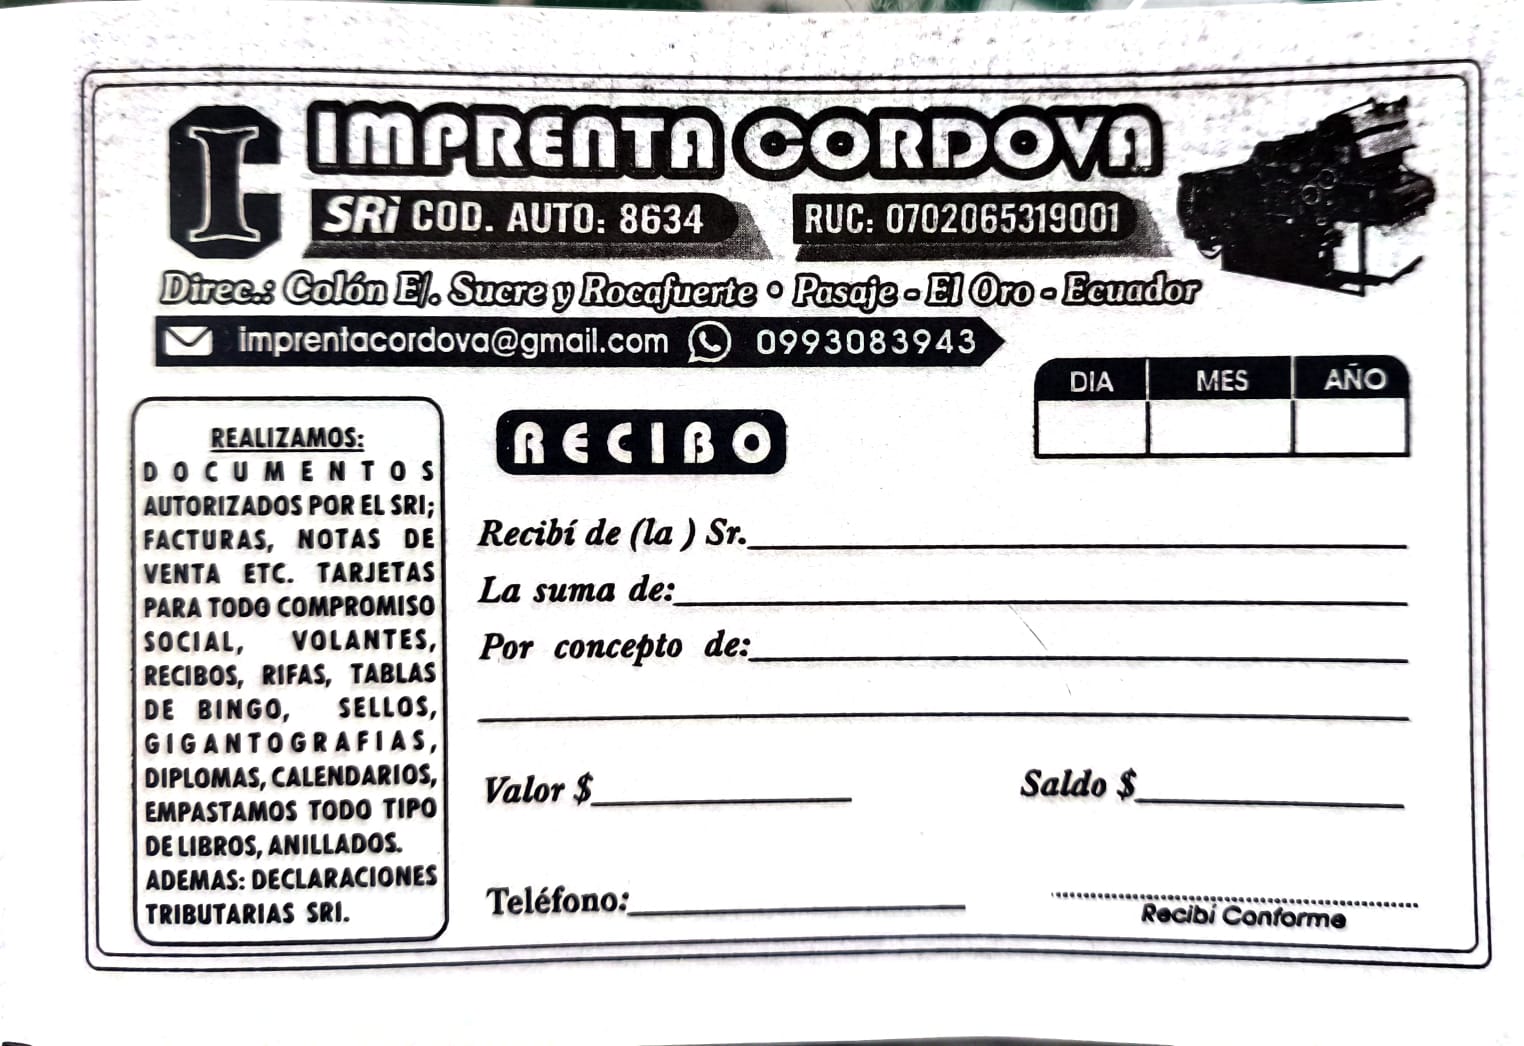 IMPRENTA CORDOVA
SRi COD. AUTO: 8634 RUC: 0702065319001
Direc.: Colón E/. Sucre y Rocafuerte • Pasaje - El Oro - Ecuador
imprentacordova@gmail.com 0993083943
DIA MES AÑO
RECIBO
REALIZAMOS:
DOCUMENTOS
AUTORIZADOS POR EL SRI;
FACTURAS, NOTAS DE
VENTA ETC. TARJETAS
PARA TODO COMPROMISO
SOCIAL, VOLANTES,
RECIBOS, RIFAS, TABLAS
DE BINGO, SELLOS,
GIGANTOGRAFIAS,
DIPLOMAS, CALENDARIOS,
EMPASTAMOS TODO TIPO
DE LIBROS, ANILLADOS.
ADEMAS: DECLARACIONES
TRIBUTARIAS SRI.
Recibí de (la ) Sr.
La suma de:
Por concepto de:
Valor $ Saldo $
Teléfono:
Recibí Conforme